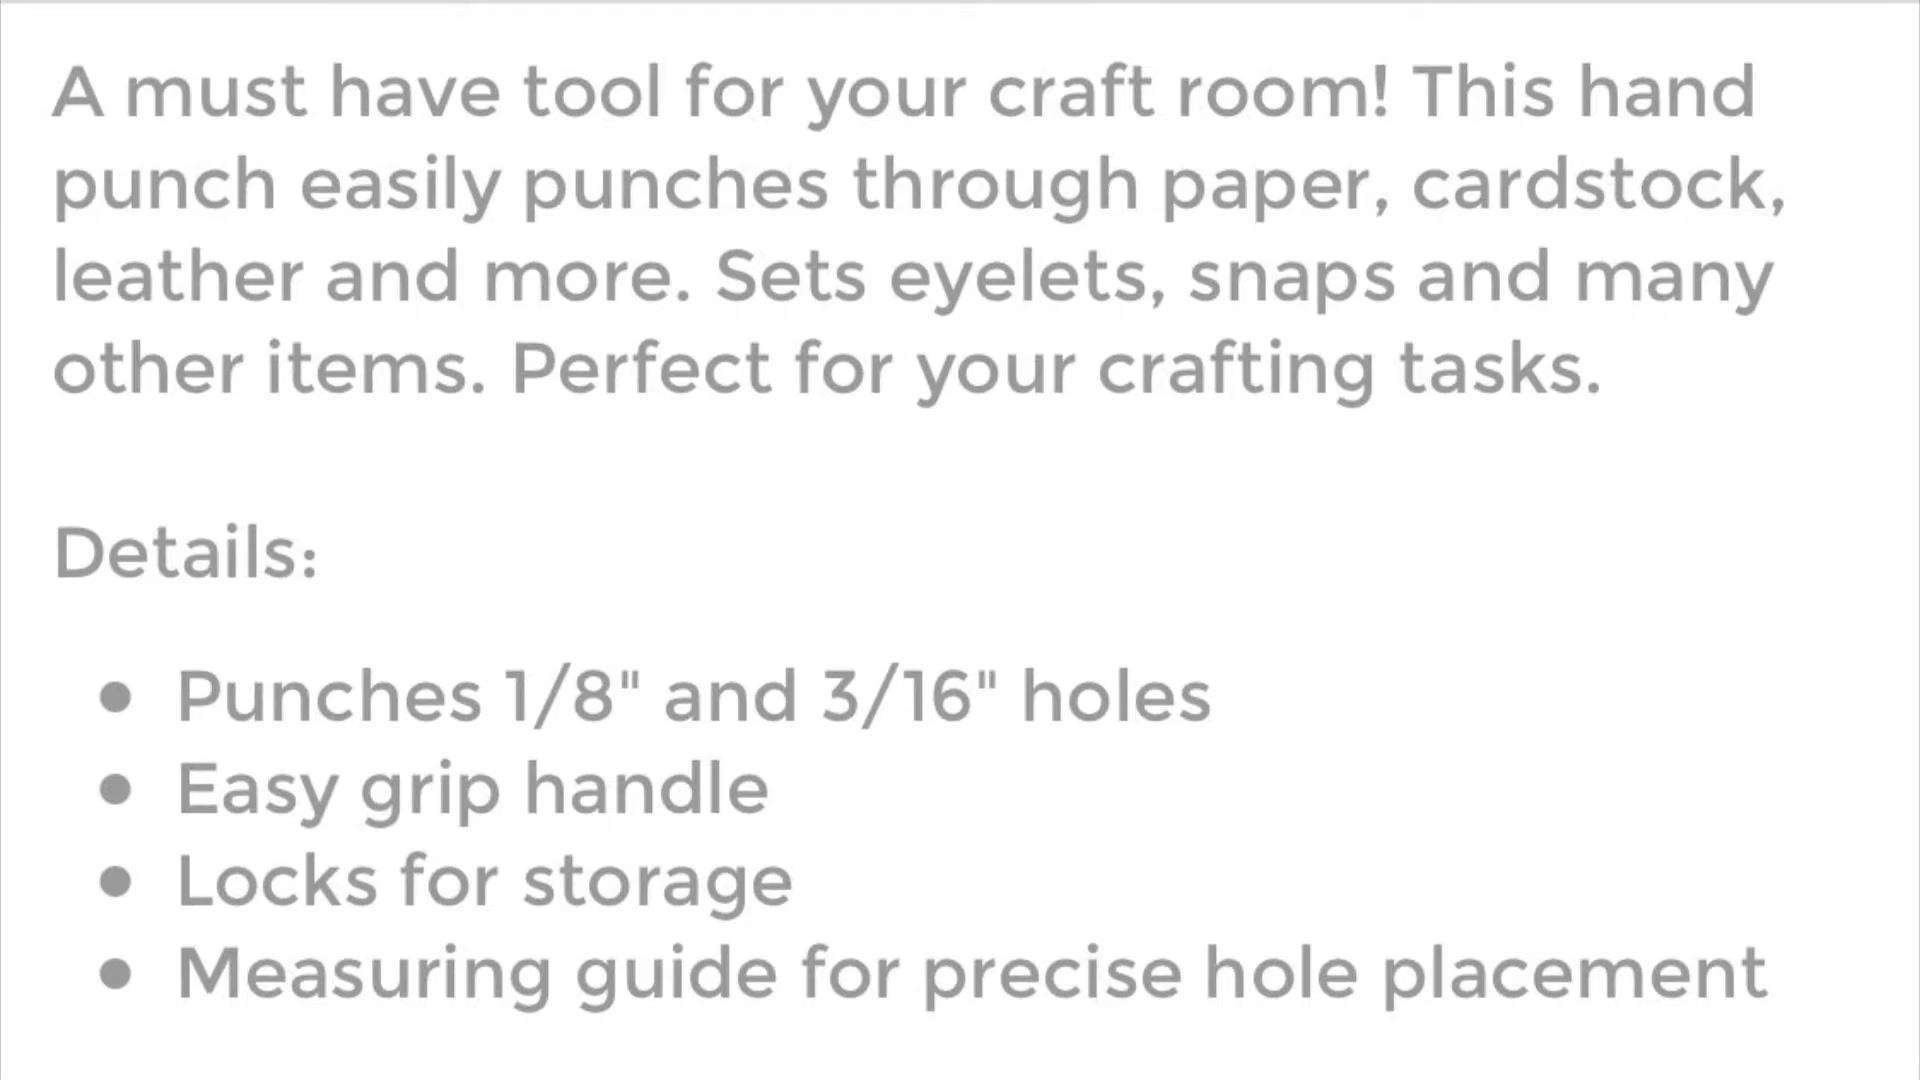 A must have tool for your craft room! This hand
punch easily punches through paper, cardstock,
leather and more. Sets eyelets, snaps and many
other items. Perfect for your crafting tasks.
Details:
● Punches 1/8" and 3/16" holes
● Easy grip handle
● Locks for storage
● Measuring guide for precise hole placement